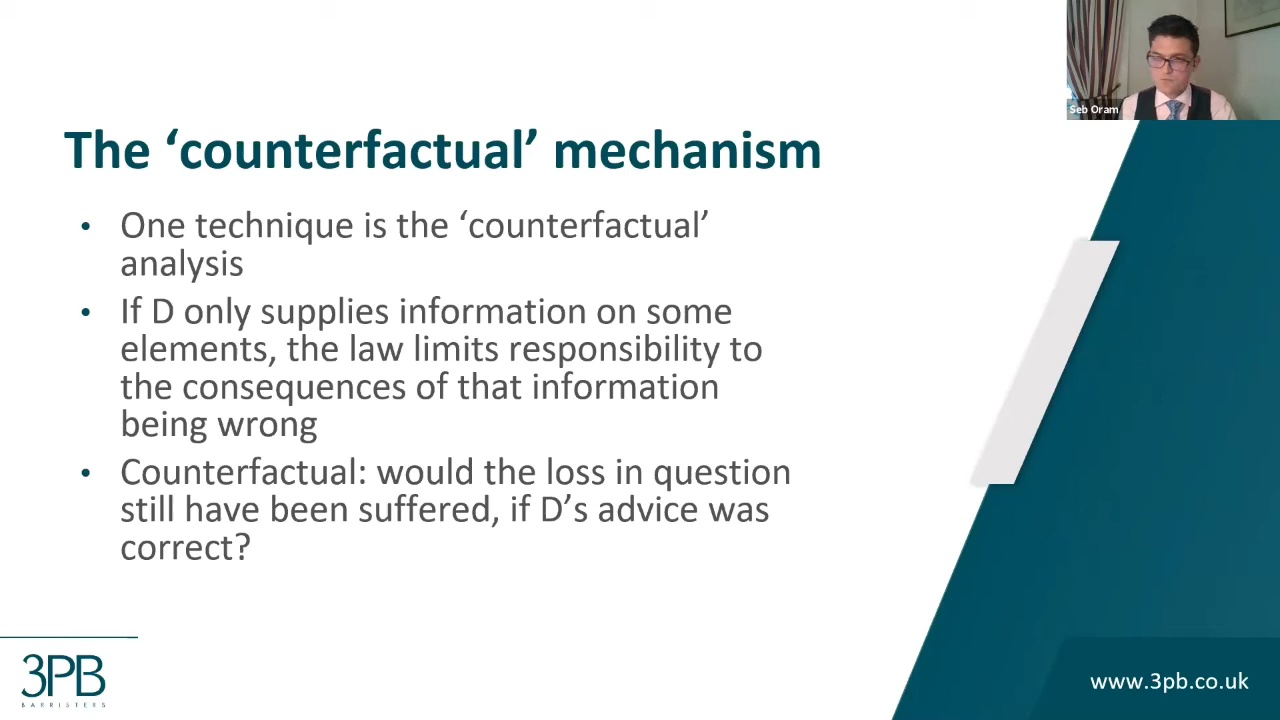 Seb Oram
The ‘counterfactual’ mechanism
• One technique is the ‘counterfactual’
analysis
• If D only supplies information on some
elements, the law limits responsibility to
the consequences of that information
being wrong
• Counterfactual: would the loss in question
still have been suffered, if D’s advice was
correct?
3PB
BARRISTERS
www.3pb.co.uk